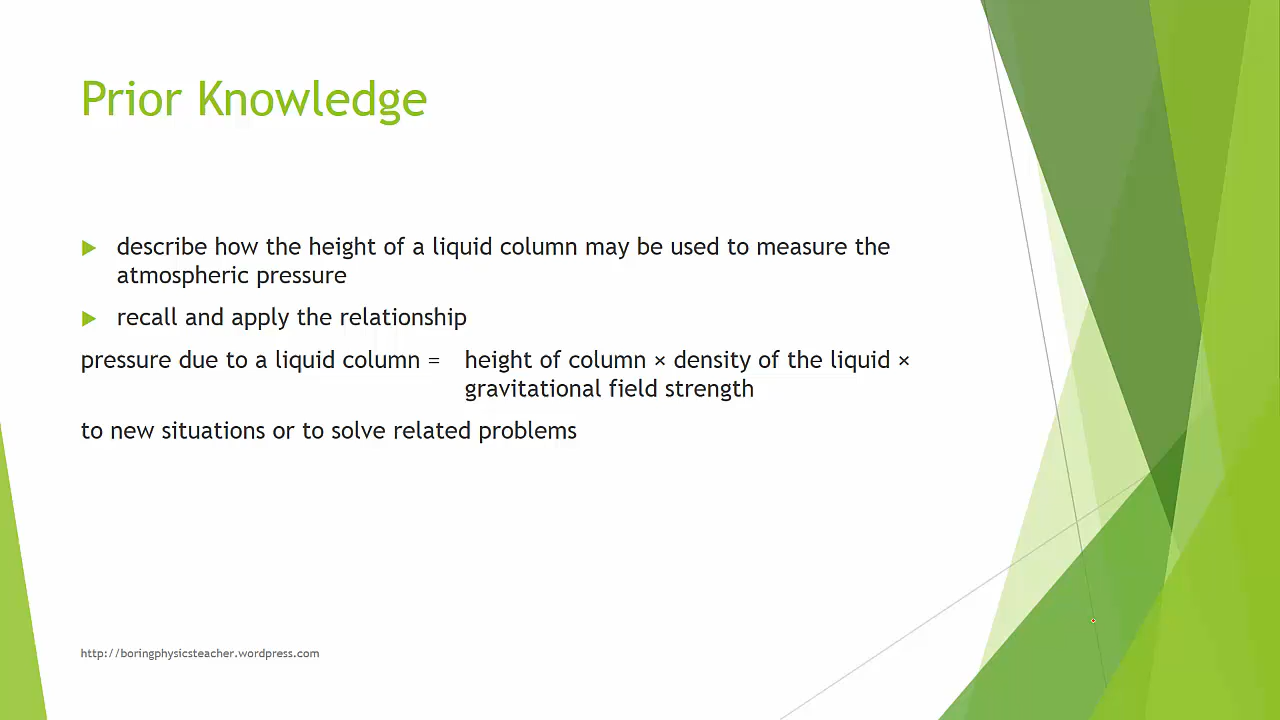 Prior Knowledge
describe how the height of a liquid column may be used to measure the
atmospheric pressure
recall and apply the relationship
pressure due to a liquid column = height of column × density of the liquid ×
gravitational field strength
to new situations or to solve related problems
http://boringphysicsteacher.wordpress.com